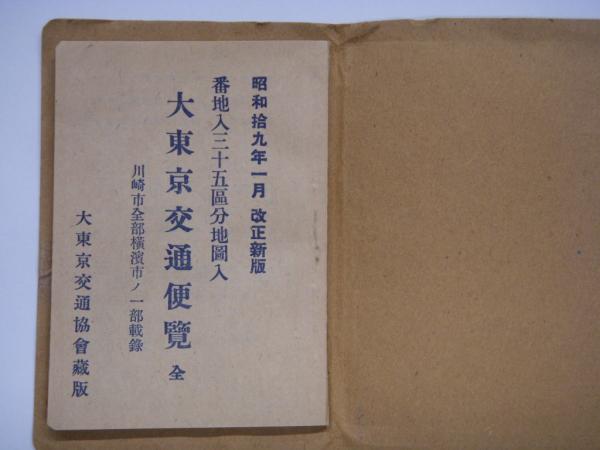 昭和拾九年一月 改正新版
番地入三十五區分地圖入
大東京交通便覽 全
川崎市全部橫濱市ノ一部載錄
大東京交通協會藏版